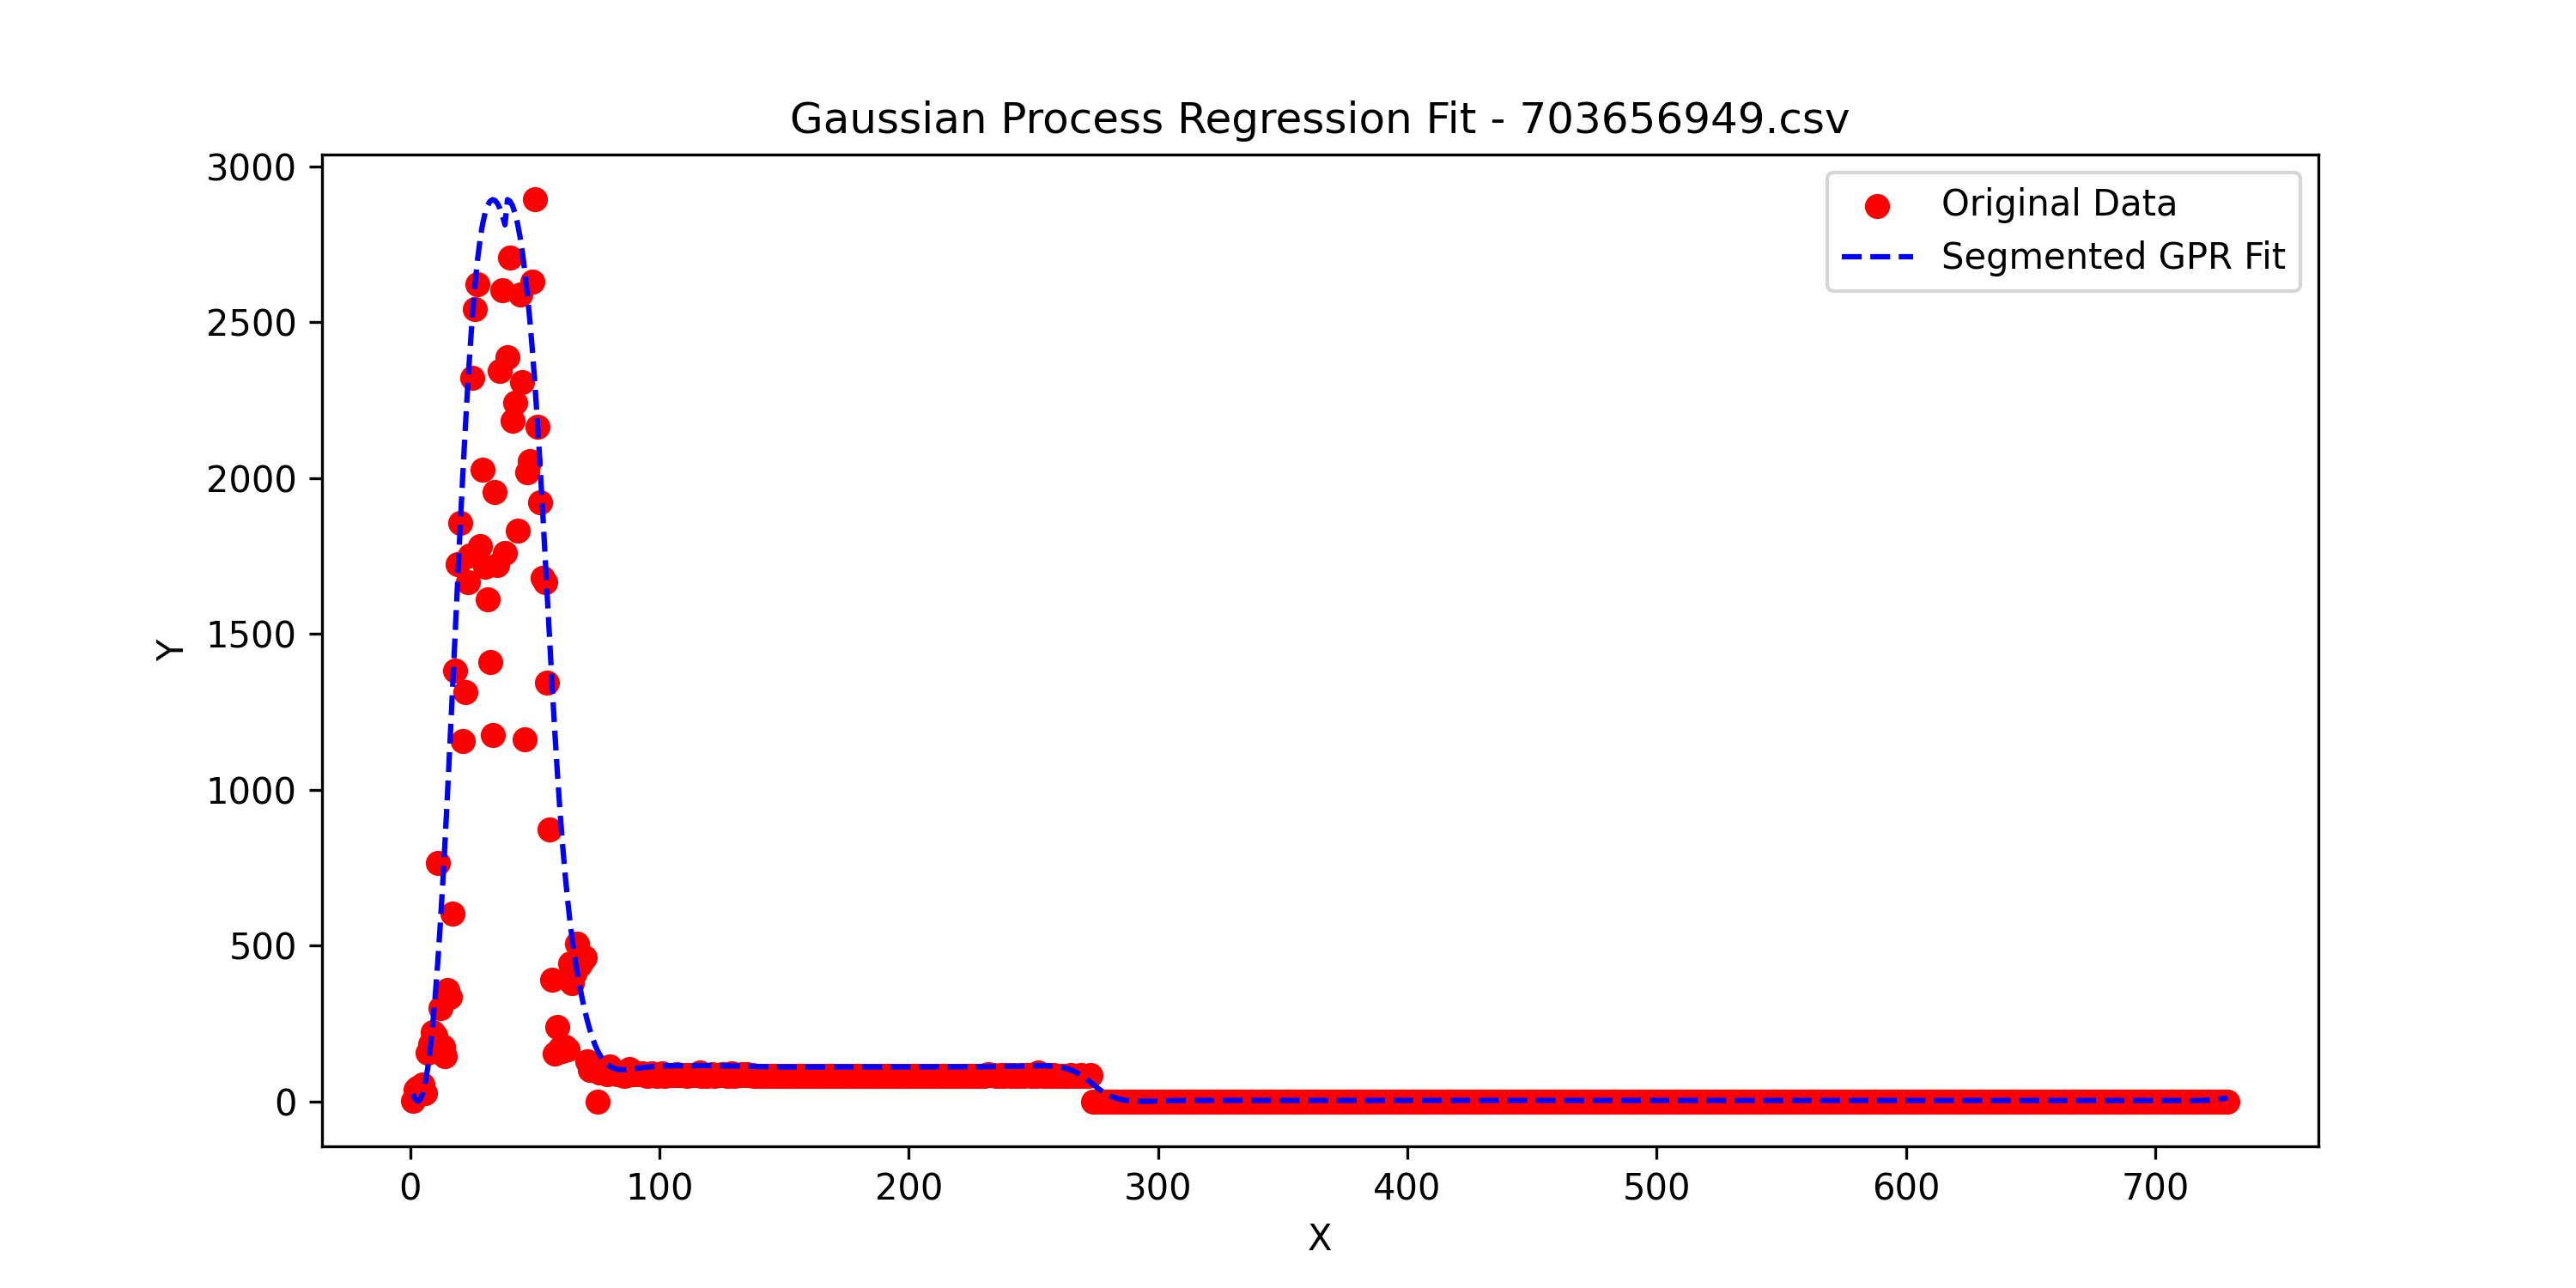 Gaussian Process Regression Fit - 703656949.csv
Original Data
Segmented GPR Fit
3000
2500
2000
1500
1000
500
0
Y
0 100 200 300 400 500 600 700
X